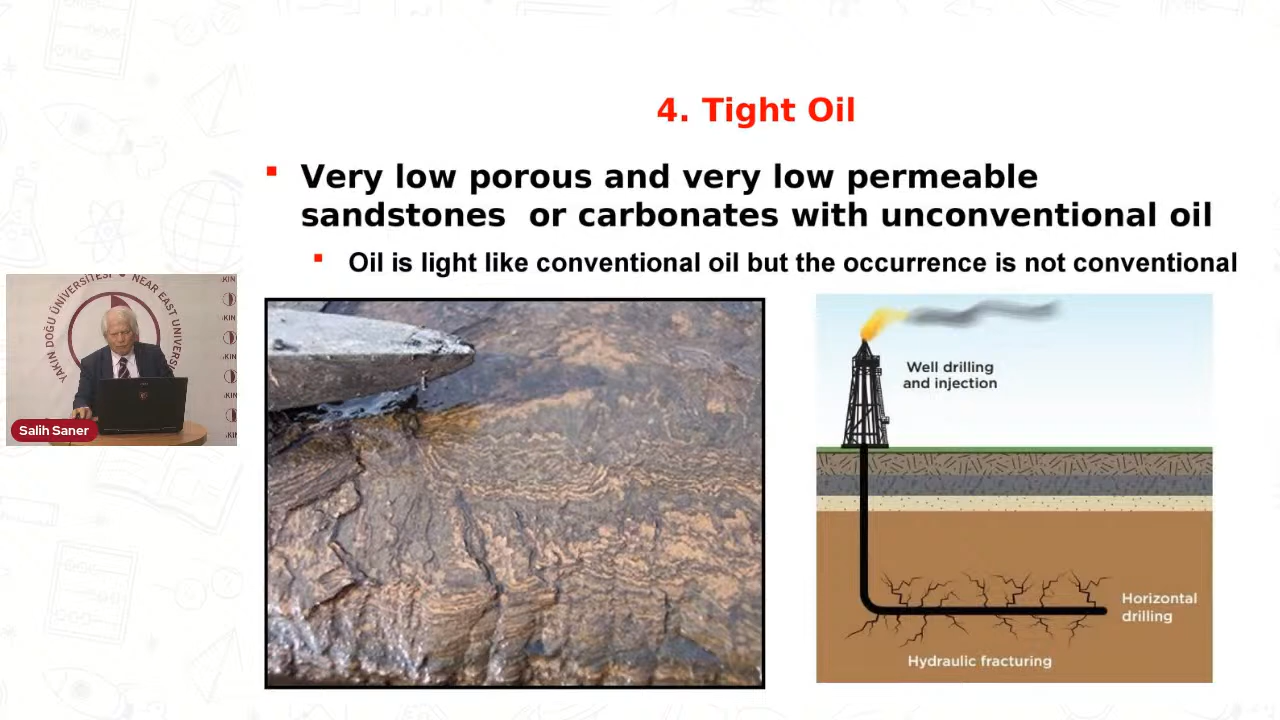 4. Tight Oil
Very low porous and very low permeable
sandstones or carbonates with unconventional oil
Oil is light like conventional oil but the occurrence is not conventional
YAKIN DOĞU ÜNİVERSİTESİ • NEAR EAST UNIVERSI
Salih Saner
Well drilling
and injection
Horizontal
drilling
Hydraulic fracturing